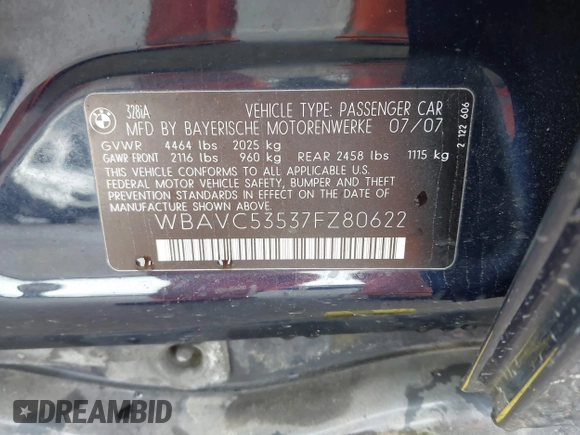 BMW
328iA
VEHICLE TYPE: PASSENGER CAR
MFD BY BAYERISCHE MOTORENWERKE 07/07
GVWR 4464 lbs 2025 kg
GAWR FRONT 2116 lbs 960 kg REAR 2458 lbs 1115 kg
THIS VEHICLE CONFORMS TO ALL APPLICABLE U.S.
FEDERAL MOTOR VEHICLE SAFETY, BUMPER AND THEFT
PREVENTION STANDARDS IN EFFECT ON THE DATE OF
MANUFACTURE SHOWN ABOVE.
WBAVC53537FZ80622
2 122 606
DREAMBID